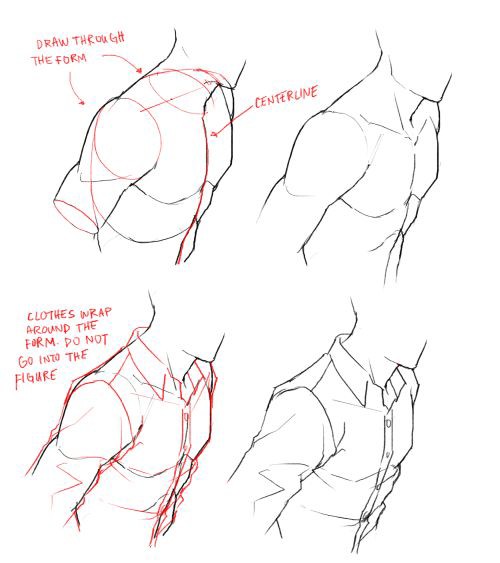 DRAW THROUGH
THE FORM
CENTERLINE
CLOTHES WRAP
AROUND THE
FORM. DO NOT
GO INTO THE
FIGURE